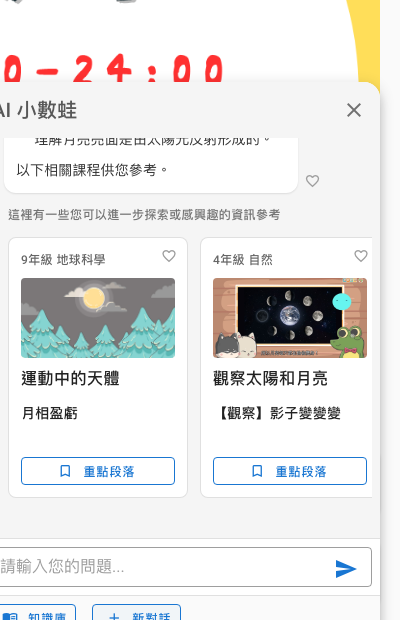 0-24:00
AI 小數蛙
理解月亮亮面是由太陽光反射形成的。
以下相關課程供您參考。
這裡有一些您可以進一步探索或感興趣的資訊參考
9年級 地球科學
運動中的天體
月相盈虧
重點段落
4年級 自然
觀察太陽和月亮
【觀察】影子變變變
重點段落
請輸入您的問題...
知識庫
新對話